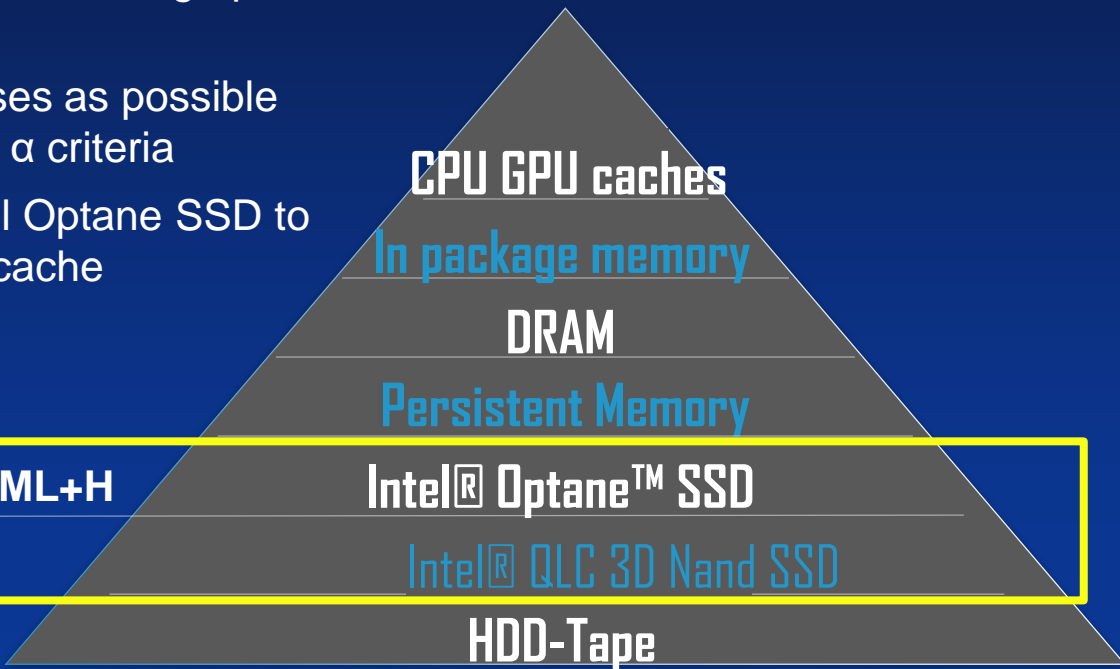 ses as possible
α criteria
l Optane SSD to
cache
CPU GPU caches
In package memory
DRAM
Persistent Memory
ML+H
Intel® Optane™ SSD
Intel® QLC 3D Nand SSD
HDD-Tape